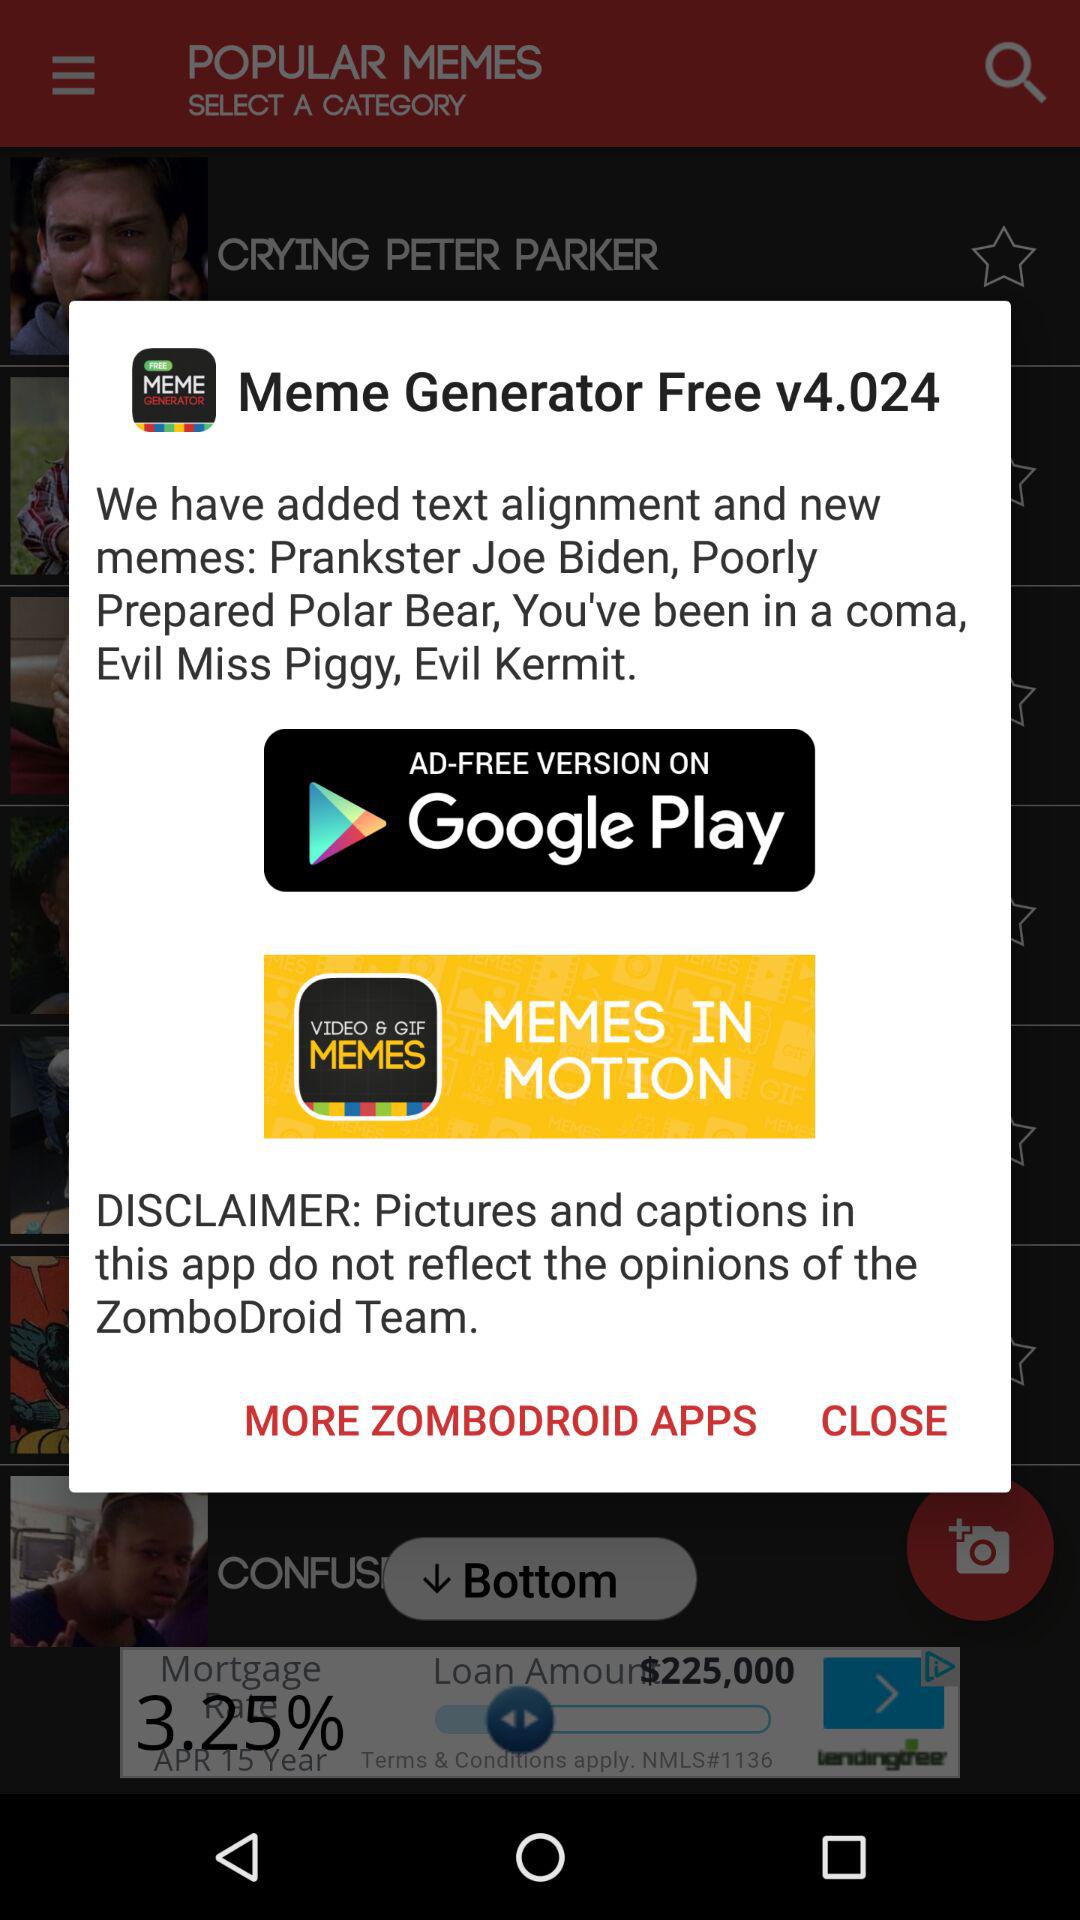 POPULAR MEMES
SELECT A CATEGORY
CRYING PETER PARKER
FREE
MEME
GENERATOR
Meme Generator Free v4.024
We have added text alignment and new
memes: Prankster Joe Biden, Poorly
Prepared Polar Bear, You've been in a coma,
Evil Miss Piggy, Evil Kermit.
AD-FREE VERSION ON
Google Play
VIDEO & GIF
MEMES
MEMES IN
MOTION
DISCLAIMER: Pictures and captions in
this app do not reflect the opinions of the
ZomboDroid Team.
MORE ZOMBODROID APPS CLOSE
Bottom
Mortgage
Rate
3.25%
APR 15 Year
Loan Amount
$225,000
Terms & Conditions apply. NMLS#1136
lendingtree